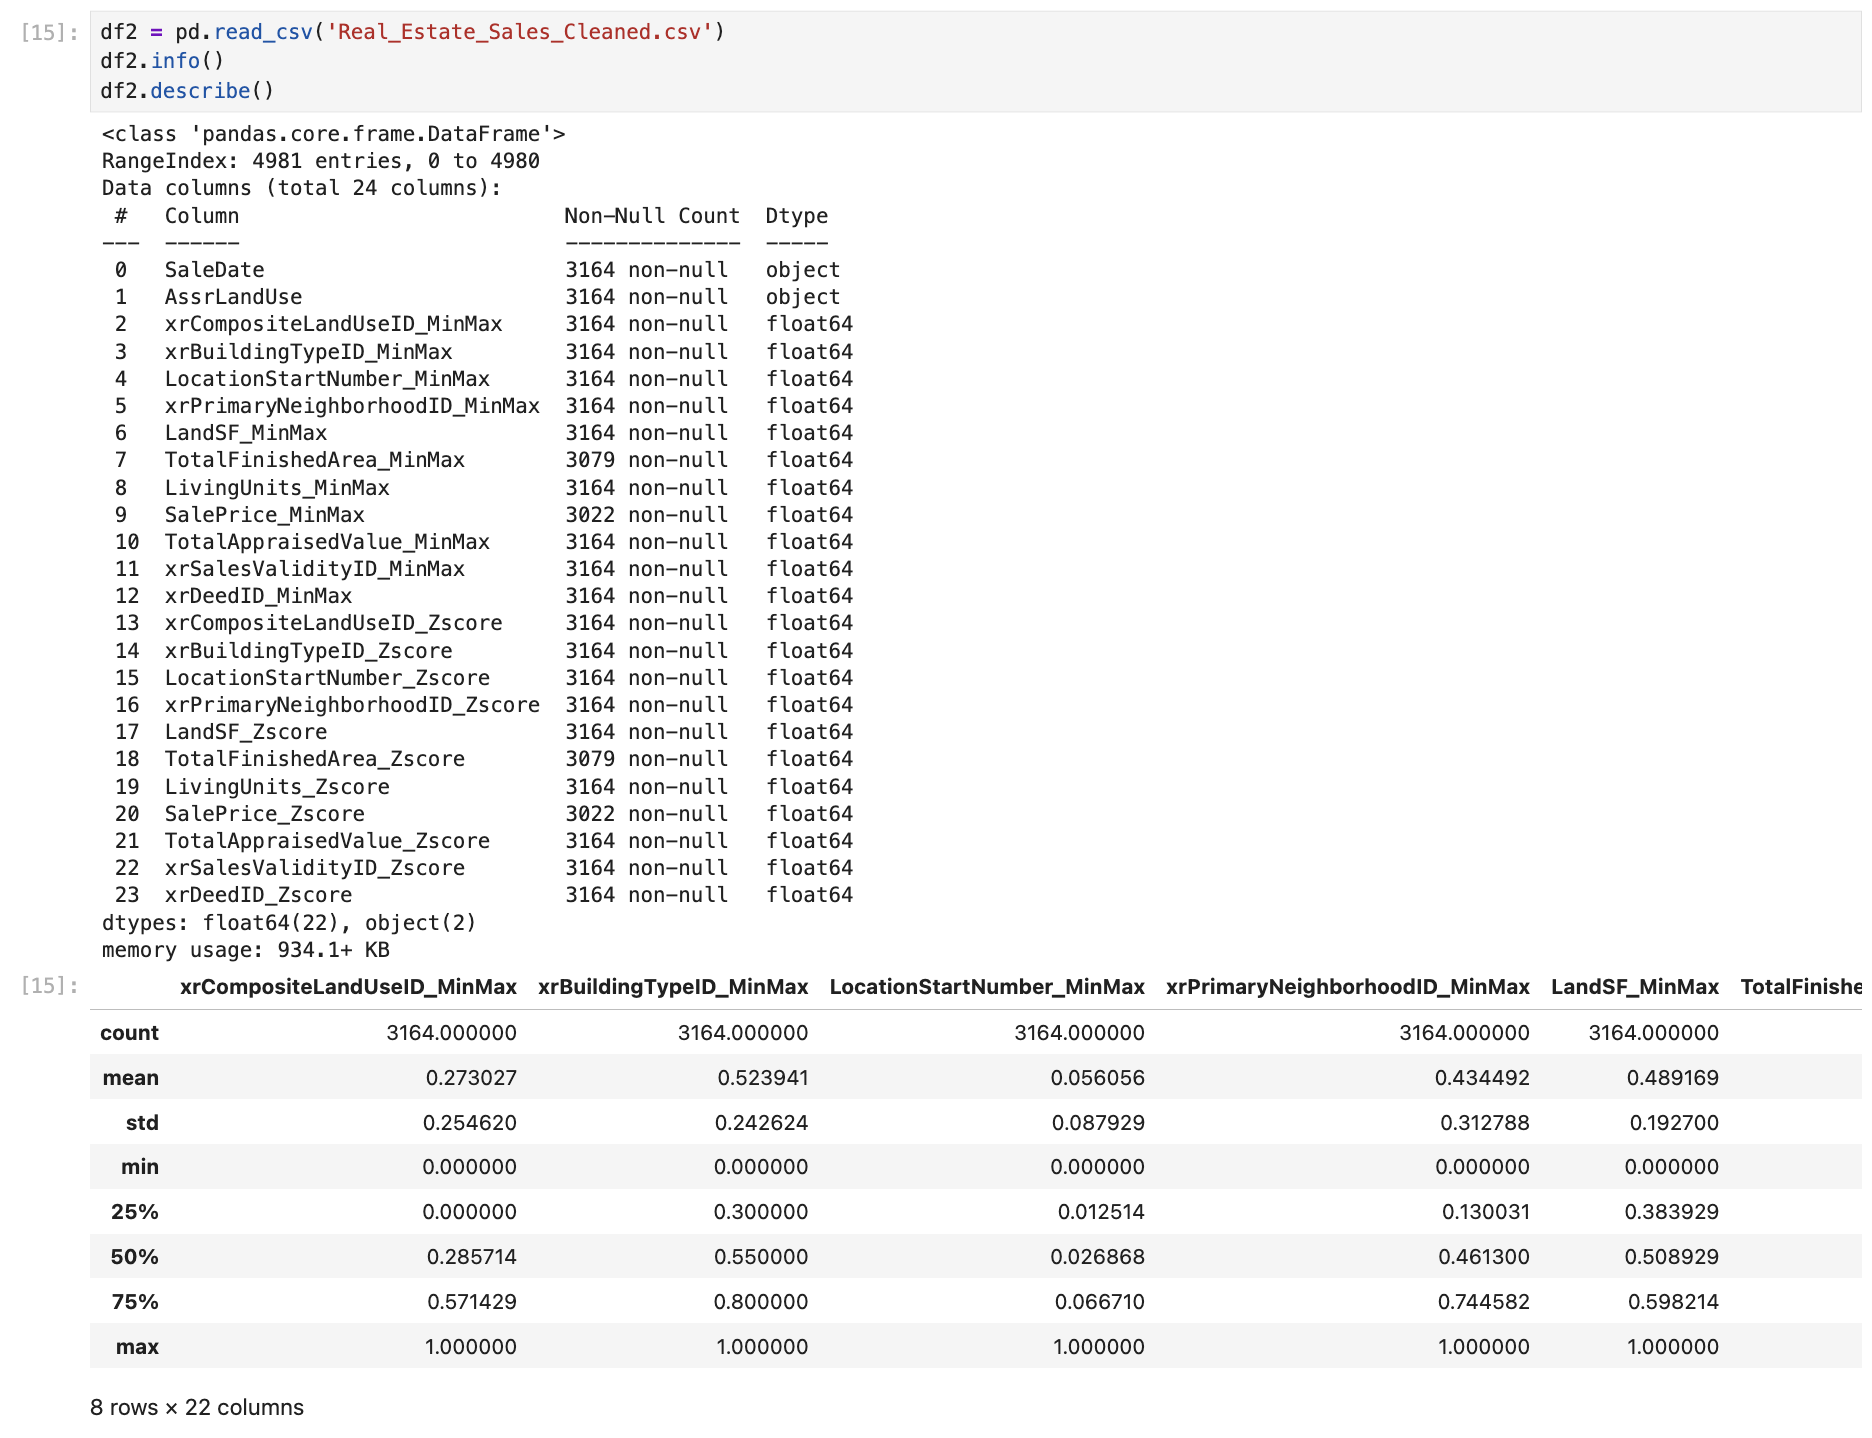 [15]: df2 = pd.read_csv('Real_Estate_Sales_Cleaned.csv')
df2.info()
df2.describe()
<class 'pandas.core.frame.DataFrame'>
RangeIndex: 4981 entries, 0 to 4980
Data columns (total 24 columns):
 #   Column                          Non-Null Count  Dtype
---  ------                          --------------  -----
 0   SaleDate                        3164 non-null   object
 1   AssrLandUse                     3164 non-null   object
 2   xrCompositeLandUseID_MinMax     3164 non-null   float64
 3   xrBuildingTypeID_MinMax         3164 non-null   float64
 4   LocationStartNumber_MinMax      3164 non-null   float64
 5   xrPrimaryNeighborhoodID_MinMax  3164 non-null   float64
 6   LandSF_MinMax                   3164 non-null   float64
 7   TotalFinishedArea_MinMax        3079 non-null   float64
 8   LivingUnits_MinMax              3164 non-null   float64
 9   SalePrice_MinMax                3022 non-null   float64
 10  TotalAppraisedValue_MinMax      3164 non-null   float64
 11  xrSalesValidityID_MinMax        3164 non-null   float64
 12  xrDeedID_MinMax                 3164 non-null   float64
 13  xrCompositeLandUseID_Zscore     3164 non-null   float64
 14  xrBuildingTypeID_Zscore         3164 non-null   float64
 15  LocationStartNumber_Zscore      3164 non-null   float64
 16  xrPrimaryNeighborhoodID_Zscore  3164 non-null   float64
 17  LandSF_Zscore                   3164 non-null   float64
 18  TotalFinishedArea_Zscore        3079 non-null   float64
 19  LivingUnits_Zscore              3164 non-null   float64
 20  SalePrice_Zscore                3022 non-null   float64
 21  TotalAppraisedValue_Zscore      3164 non-null   float64
 22  xrSalesValidityID_Zscore        3164 non-null   float64
 23  xrDeedID_Zscore                 3164 non-null   float64
dtypes: float64(22), object(2)
memory usage: 934.1+ KB
[15]: xrCompositeLandUseID_MinMax xrBuildingTypeID_MinMax LocationStartNumber_MinMax xrPrimaryNeighborhoodID_MinMax LandSF_MinMax TotalFinishe
count 3164.000000 3164.000000 3164.000000 3164.000000 3164.000000
mean 0.273027 0.523941 0.056056 0.434492 0.489169
std 0.254620 0.242624 0.087929 0.312788 0.192700
min 0.000000 0.000000 0.000000 0.000000 0.000000
25% 0.000000 0.300000 0.012514 0.130031 0.383929
50% 0.285714 0.550000 0.026868 0.461300 0.508929
75% 0.571429 0.800000 0.066710 0.744582 0.598214
max 1.000000 1.000000 1.000000 1.000000 1.000000
8 rows × 22 columns